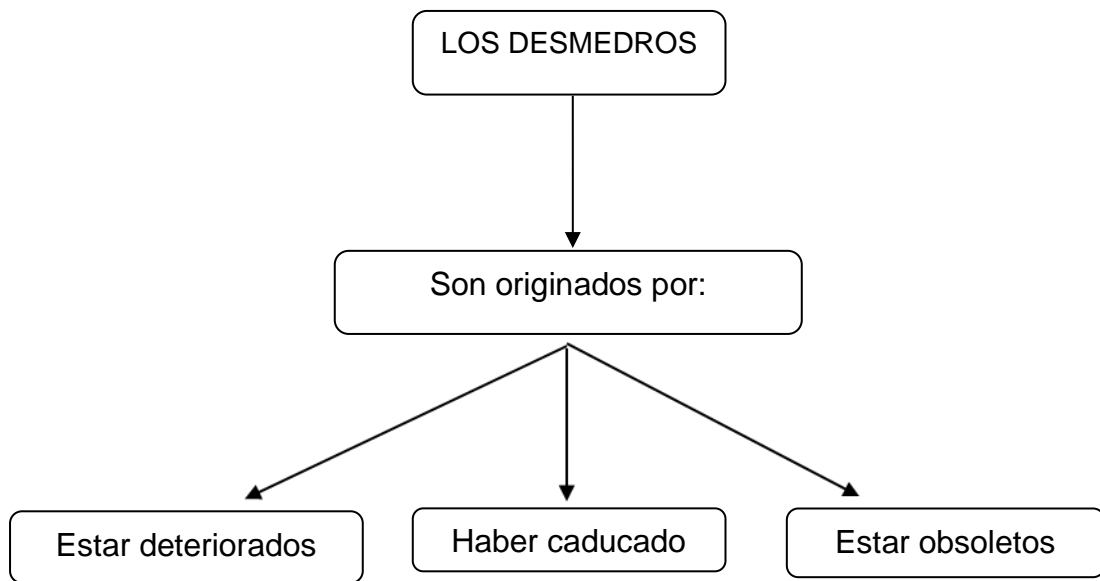 LOS DESMEDROS
Son originados por:
Estar deteriorados
Haber caducado
Estar obsoletos